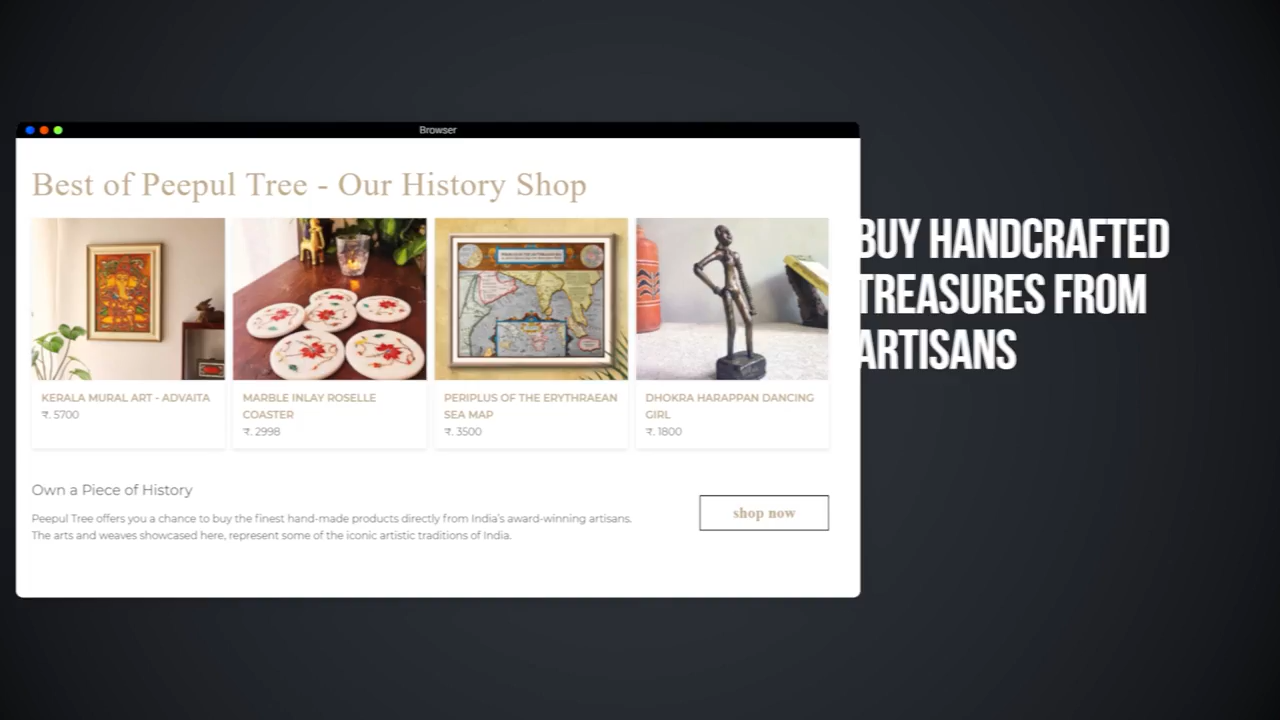 Browser
Best of Peepul Tree - Our History Shop
KERALA MURAL ART - ADVAITA
₹. 5700
MARBLE INLAY ROSELLE
COASTER
₹. 2998
PERIPLUS OF THE ERYTHRAEAN
SEA MAP
₹. 3500
DHOKRA HARAPPAN DANCING
GIRL
₹. 1800
Own a Piece of History
Peepul Tree offers you a chance to buy the finest hand-made products directly from India's award-winning artisans.
The arts and weaves showcased here, represent some of the iconic artistic traditions of India.
shop now
BUY HANDCRAFTED
TREASURES FROM
ARTISANS